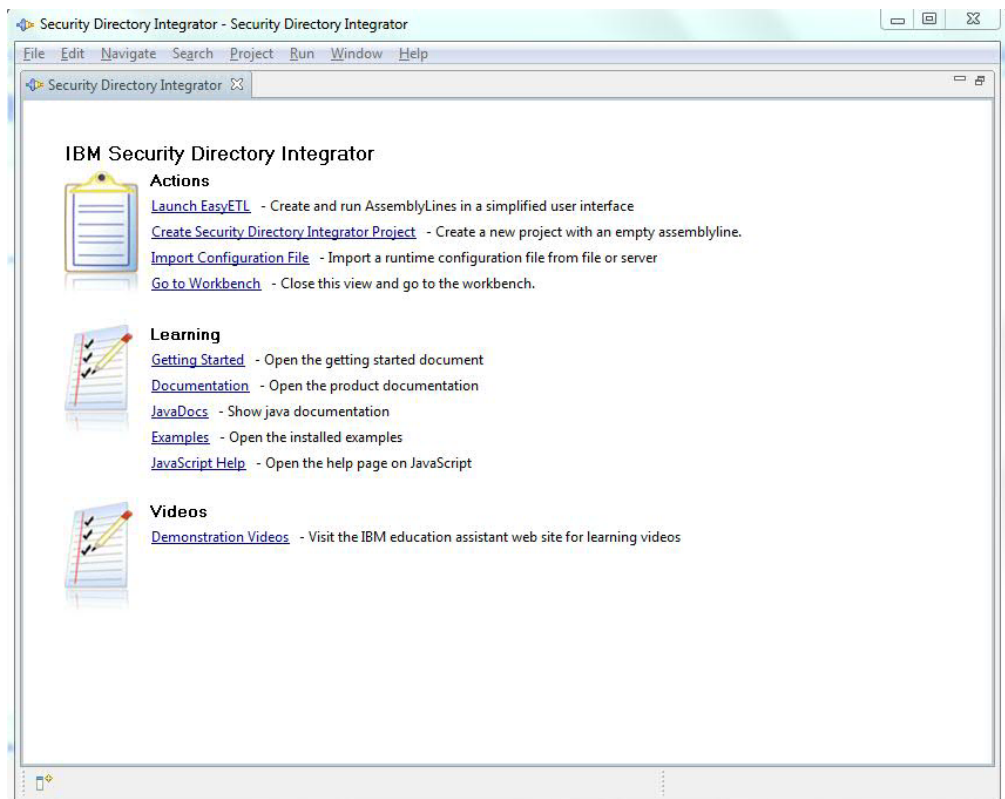 Security Directory Integrator - Security Directory Integrator
File Edit Navigate Search Project Run Window Help
Security Directory Integrator
IBM Security Directory Integrator
Actions
Launch EasyETL - Create and run AssemblyLines in a simplified user interface
Create Security Directory Integrator Project - Create a new project with an empty assemblyline.
Import Configuration File - Import a runtime configuration file from file or server
Go to Workbench - Close this view and go to the workbench.
Learning
Getting Started - Open the getting started document
Documentation - Open the product documentation
JavaDocs - Show java documentation
Examples - Open the installed examples
JavaScript Help - Open the help page on JavaScript
Videos
Demonstration Videos - Visit the IBM education assistant web site for learning videos